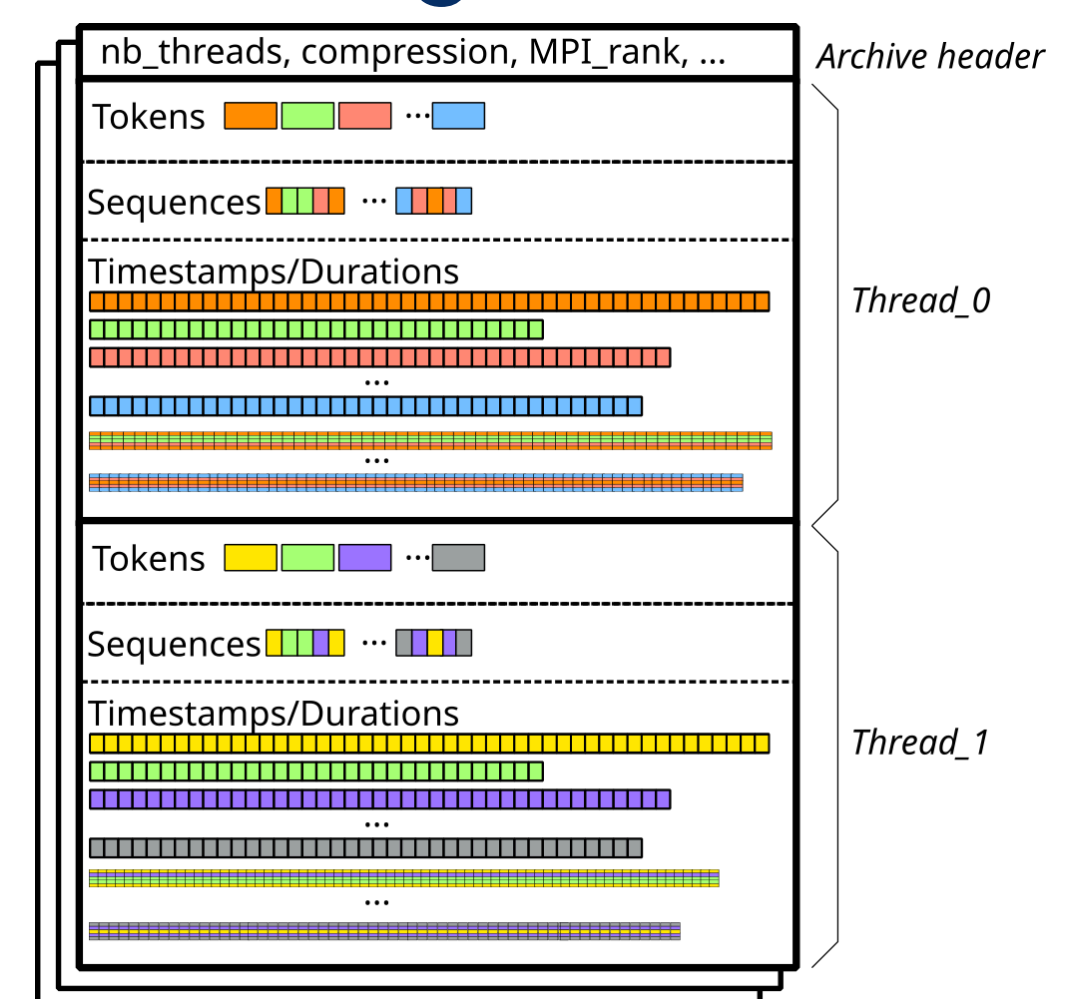 nb_threads, compression, MPI_rank, ...
Archive header
Tokens ...
Sequences ...
Timestamps/Durations
...
...
Thread_0
Tokens ...
Sequences ...
Timestamps/Durations
...
...
Thread_1